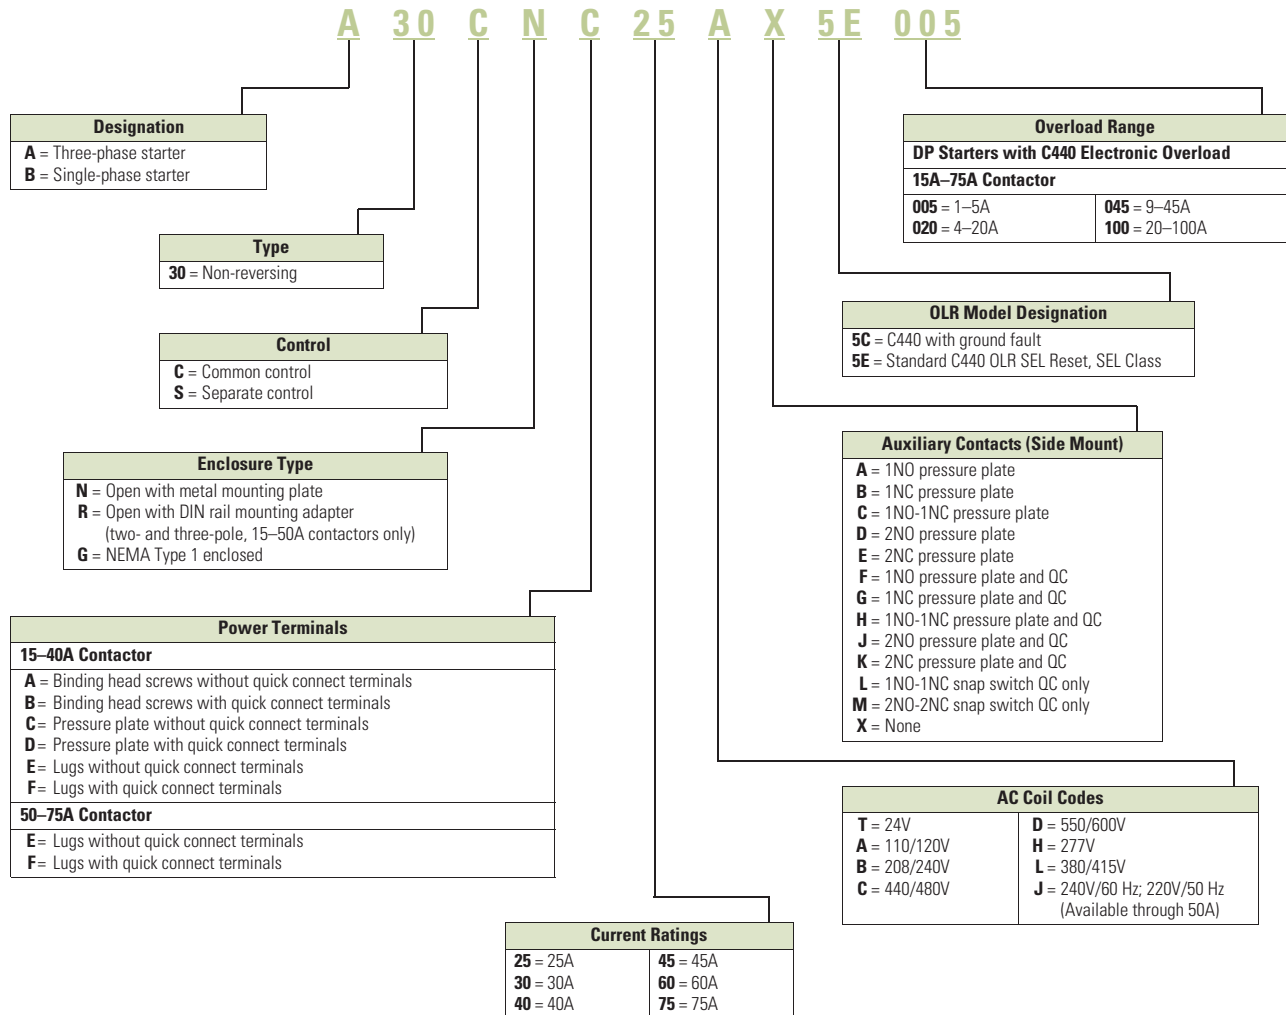 A 30 C N C 25 A X 5E 005
Designation
A = Three-phase starter
B = Single-phase starter
Type
30 = Non-reversing
Control
C = Common control
S = Separate control
Enclosure Type
N = Open with metal mounting plate
R = Open with DIN rail mounting adapter
(two- and three-pole, 15–50A contactors only)
G = NEMA Type 1 enclosed
Power Terminals
15–40A Contactor
A = Binding head screws without quick connect terminals
B = Binding head screws with quick connect terminals
C = Pressure plate without quick connect terminals
D = Pressure plate with quick connect terminals
E = Lugs without quick connect terminals
F = Lugs with quick connect terminals
50–75A Contactor
E = Lugs without quick connect terminals
F = Lugs with quick connect terminals
Current Ratings
25 = 25A
30 = 30A
40 = 40A
45 = 45A
60 = 60A
75 = 75A
Overload Range
DP Starters with C440 Electronic Overload
15A–75A Contactor
005 = 1–5A
020 = 4–20A
045 = 9–45A
100 = 20–100A
OLR Model Designation
5C = C440 with ground fault
5E = Standard C440 OLR SEL Reset, SEL Class
Auxiliary Contacts (Side Mount)
A = 1NO pressure plate
B = 1NC pressure plate
C = 1NO-1NC pressure plate
D = 2NO pressure plate
E = 2NC pressure plate
F = 1NO pressure plate and QC
G = 1NC pressure plate and QC
H = 1NO-1NC pressure plate and QC
J = 2NO pressure plate and QC
K = 2NC pressure plate and QC
L = 1NO-1NC snap switch QC only
M = 2NO-2NC snap switch QC only
X = None
AC Coil Codes
T = 24V
A = 110/120V
B = 208/240V
C = 440/480V
D = 550/600V
H = 277V
L = 380/415V
J = 240V/60 Hz; 220V/50 Hz
(Available through 50A)